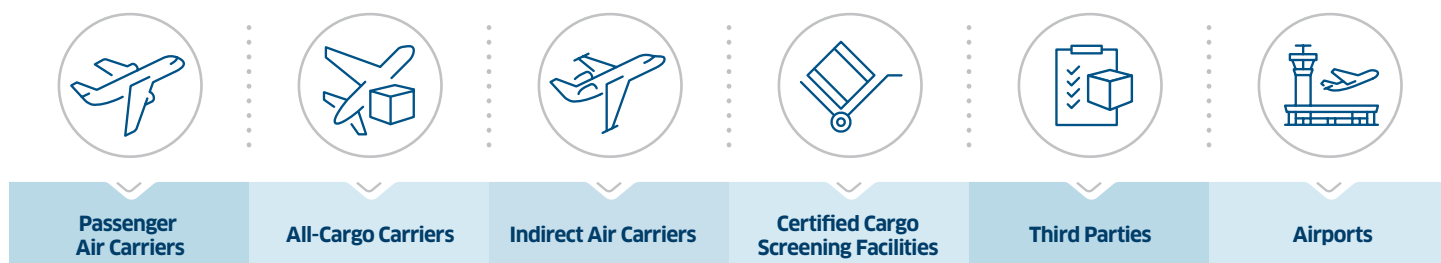 Passenger
Air Carriers
All-Cargo Carriers
Indirect Air Carriers
Certified Cargo
Screening Facilities
Third Parties
Airports